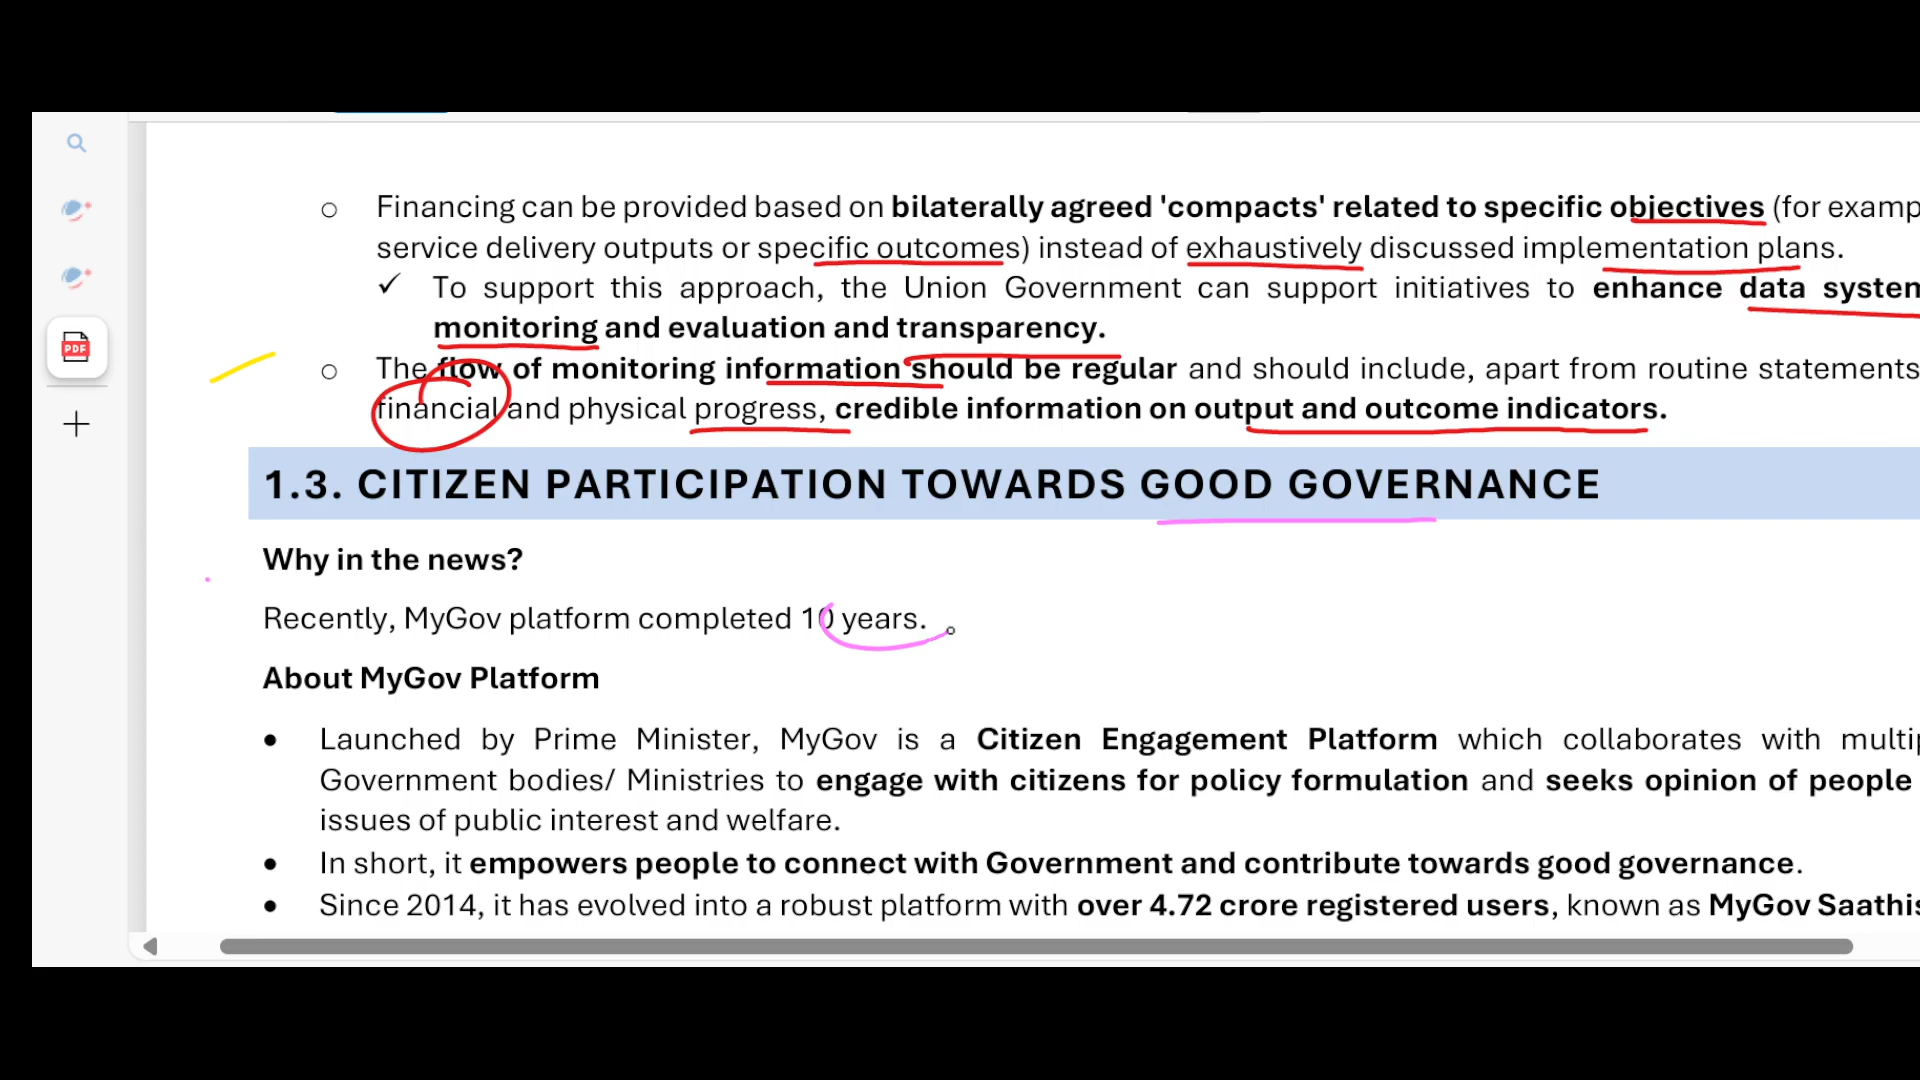 ○ Financing can be provided based on bilaterally agreed 'compacts' related to specific objectives (for examp
service delivery outputs or specific outcomes) instead of exhaustively discussed implementation plans.
✓ To support this approach, the Union Government can support initiatives to enhance data system
monitoring and evaluation and transparency.
○ The flow of monitoring information should be regular and should include, apart from routine statements
financial and physical progress, credible information on output and outcome indicators.
1.3. CITIZEN PARTICIPATION TOWARDS GOOD GOVERNANCE
Why in the news?
Recently, MyGov platform completed 10 years.
About MyGov Platform
• Launched by Prime Minister, MyGov is a Citizen Engagement Platform which collaborates with multip
Government bodies/ Ministries to engage with citizens for policy formulation and seeks opinion of people
issues of public interest and welfare.
• In short, it empowers people to connect with Government and contribute towards good governance.
• Since 2014, it has evolved into a robust platform with over 4.72 crore registered users, known as MyGov Saathis
PDF